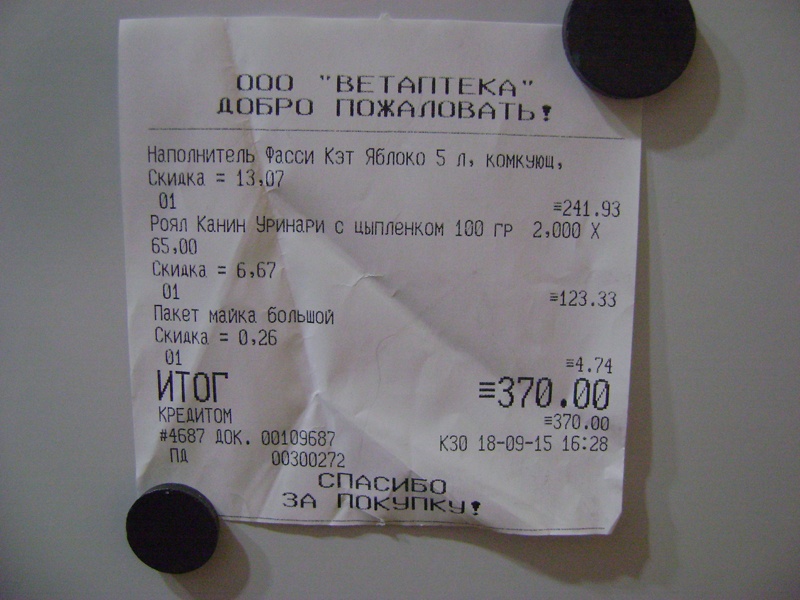 ООО "ВЕТАПТЕКА"
ДОБРО ПОЖАЛОВАТЬ!
Наполнитель Фасси Кэт Яблоко 5 л, комкующ,
Скидка = 13,07
01 ≡241.93
Роял Канин Уринари с цыпленком 100 гр 2,000 X
65,00
Скидка = 6,67
01 ≡123.33
Пакет майка большой
Скидка = 0,26
01 ≡4.74
ИТОГ ≡370.00
КРЕДИТОМ ≡370.00
#4687 ДОК. 00109687 К30 18-09-15 16:28
ПД 00300272
СПАСИБО
ЗА ПОКУПКУ!